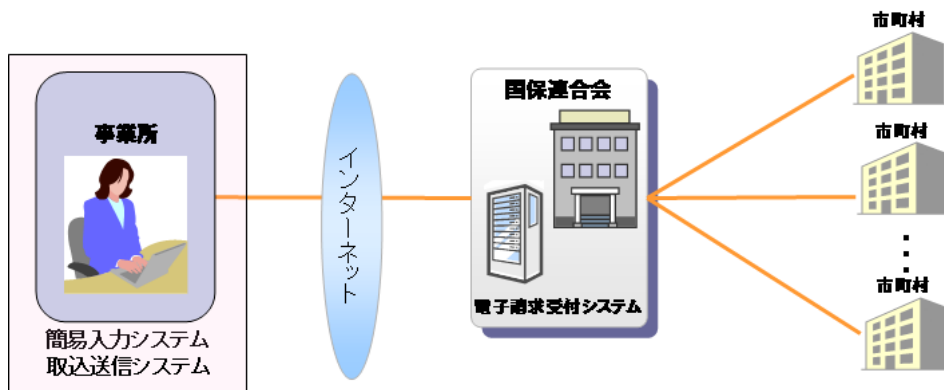 事業所
簡易入力システム
取込送信システム
インターネット
国保連合会
電子請求受付システム
市町村
市町村
市町村